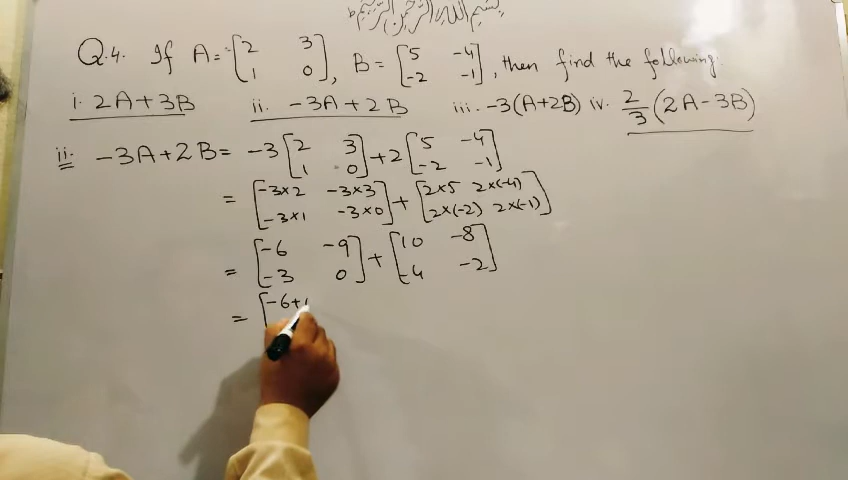 بسم الله الرحمن الرحيم
Q.4. If A = [2 3 1 0], B = [5 -4 -2 -1], then find the following.
i. 2A+3B ii. -3A+2B iii. -3(A+2B) iv. 2/3(2A-3B)
ii. -3A+2B = -3[2 3 1 0] + 2[5 -4 -2 -1]
= [-3×2 -3×3 -3×1 -3×0] + [2×5 2×(-4) 2×(-2) 2×(-1)]
= [-6 -9 -3 0] + [10 -8 -4 -2]
= [-6+1